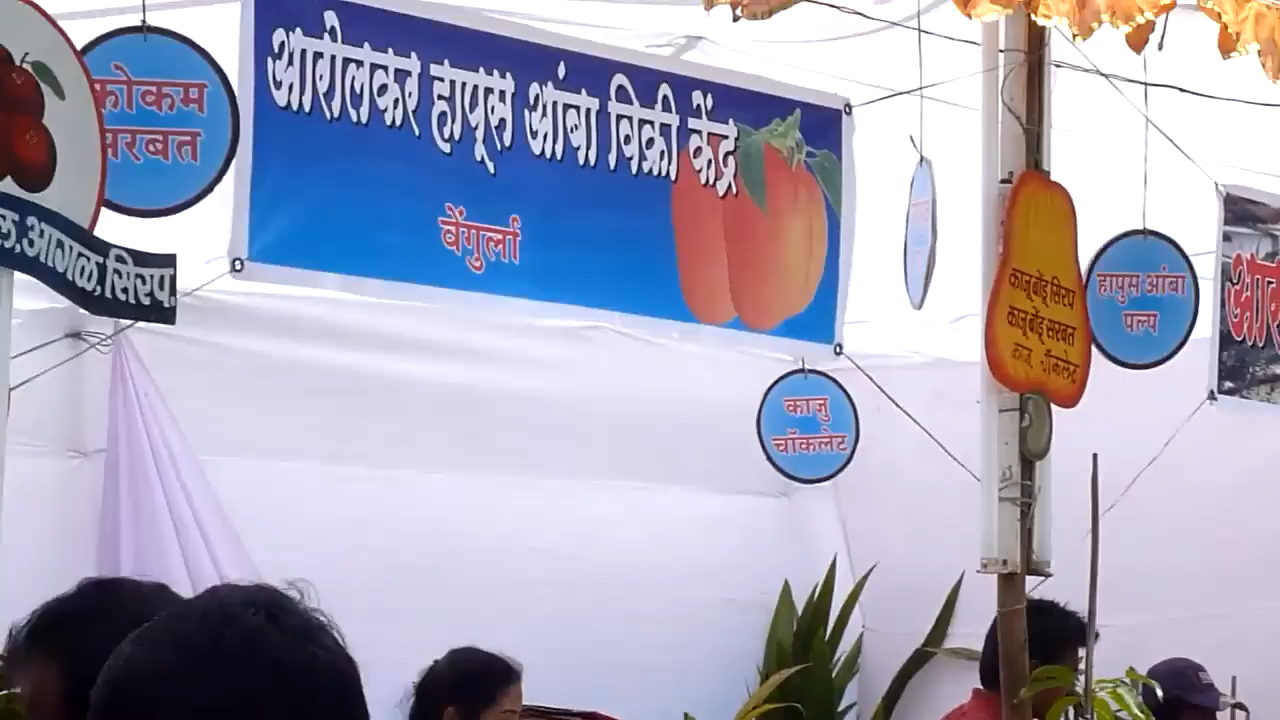 कोकम
सरबत
आगळ, सिरप.
आरोलकर हापूस आंबा विक्री केंद्र
वेंगुर्ला
काजु
चॉकलेट
काजू बोंडू सिरप
काजू बोंडू सरबत
काजू चॉकलेट
हापुस आंबा
पल्प